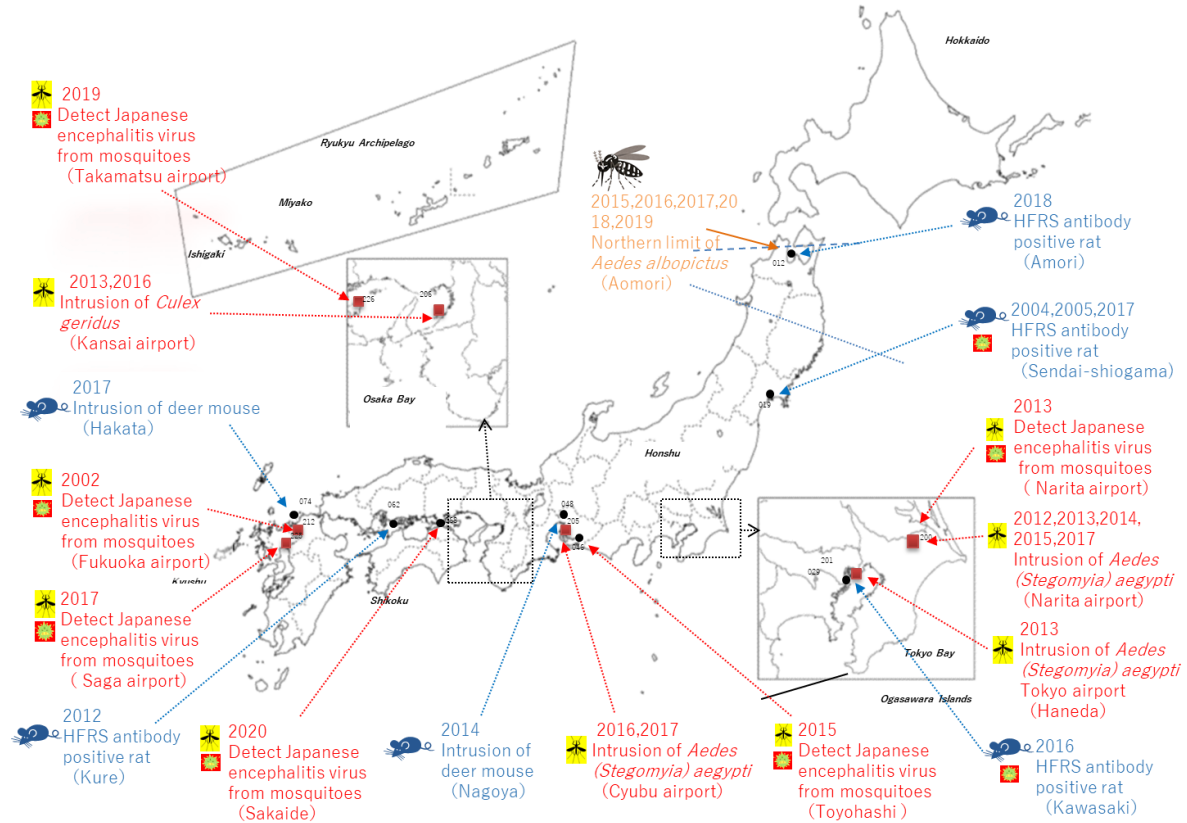 Hokkaido
Ryukyu Archipelago
Miyako
Ishigaki
2019
Detect Japanese
encephalitis virus
from mosquitoes
(Takamatsu airport)
2013,2016
Intrusion of Culex
geridus
(Kansai airport)
226
206
Osaka Bay
2015,2016,2017,20
18,2019
Northern limit of
Aedes albopictus
(Aomori)
012
2018
HFRS antibody
positive rat
(Amori)
2004,2005,2017
HFRS antibody
positive rat
(Sendai-shiogama)
019
2017
Intrusion of deer mouse
(Hakata)
Honshu
2013
Detect Japanese
encephalitis virus
from mosquitoes
( Narita airport)
2002
Detect Japanese
encephalitis virus
from mosquitoes
(Fukuoka airport)
074
212
062
048
205
046
Kyushu
Shikoku
2012,2013,2014,
2015,2017
Intrusion of Aedes
(Stegomyia) aegypti
(Narita airport)
200
201
029
Tokyo Bay
Ogasawara Islands
2017
Detect Japanese
encephalitis virus
from mosquitoes
( Saga airport)
2013
Intrusion of Aedes
(Stegomyia) aegypti
Tokyo airport
(Haneda)
2012
HFRS antibody
positive rat
(Kure)
2020
Detect Japanese
encephalitis virus
from mosquitoes
(Sakaide)
2014
Intrusion of
deer mouse
(Nagoya)
2016,2017
Intrusion of Aedes
(Stegomyia) aegypti
(Cyubu airport)
2015
Detect Japanese
encephalitis virus
from mosquitoes
(Toyohashi)
2016
HFRS antibody
positive rat
(Kawasaki)